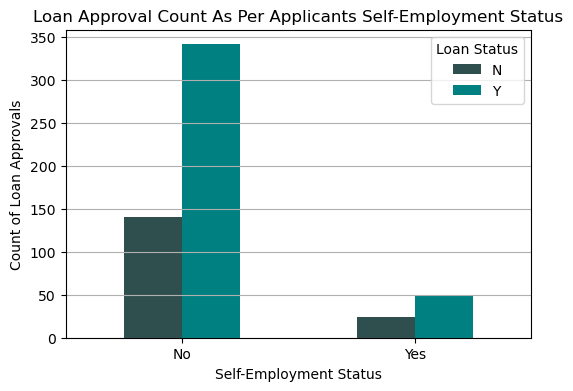 Loan Approval Count As Per Applicants Self-Employment Status
350
300
250
200
150
100
50
0
Count of Loan Approvals
Loan Status
N
Y
No
Yes
Self-Employment Status